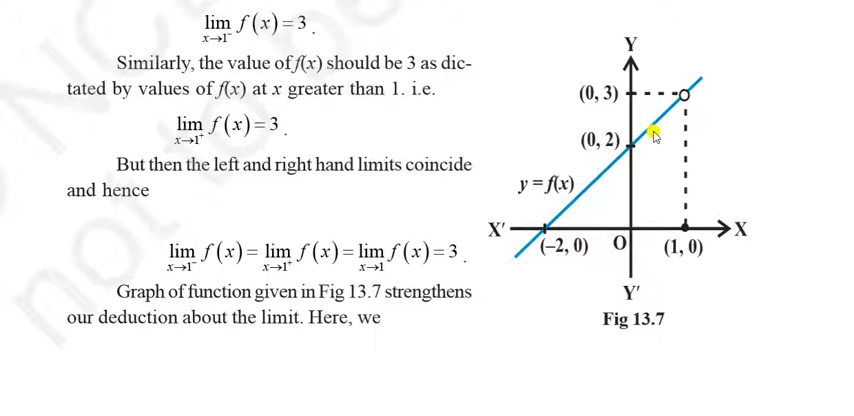 lim f(x) = 3 .
x→1⁻
Similarly, the value of f(x) should be 3 as dic-
tated by values of f(x) at x greater than 1. i.e.
lim f(x) = 3 .
x→1⁺
But then the left and right hand limits coincide
and hence
lim f(x) = lim f(x) = lim f(x) = 3 .
x→1⁻ x→1⁺ x→1
Graph of function given in Fig 13.7 strengthens
our deduction about the limit. Here, we
Y
(0, 3)
(0, 2)
y = f(x)
X′
X
(–2, 0)
O
(1, 0)
Y′
Fig 13.7
not to be